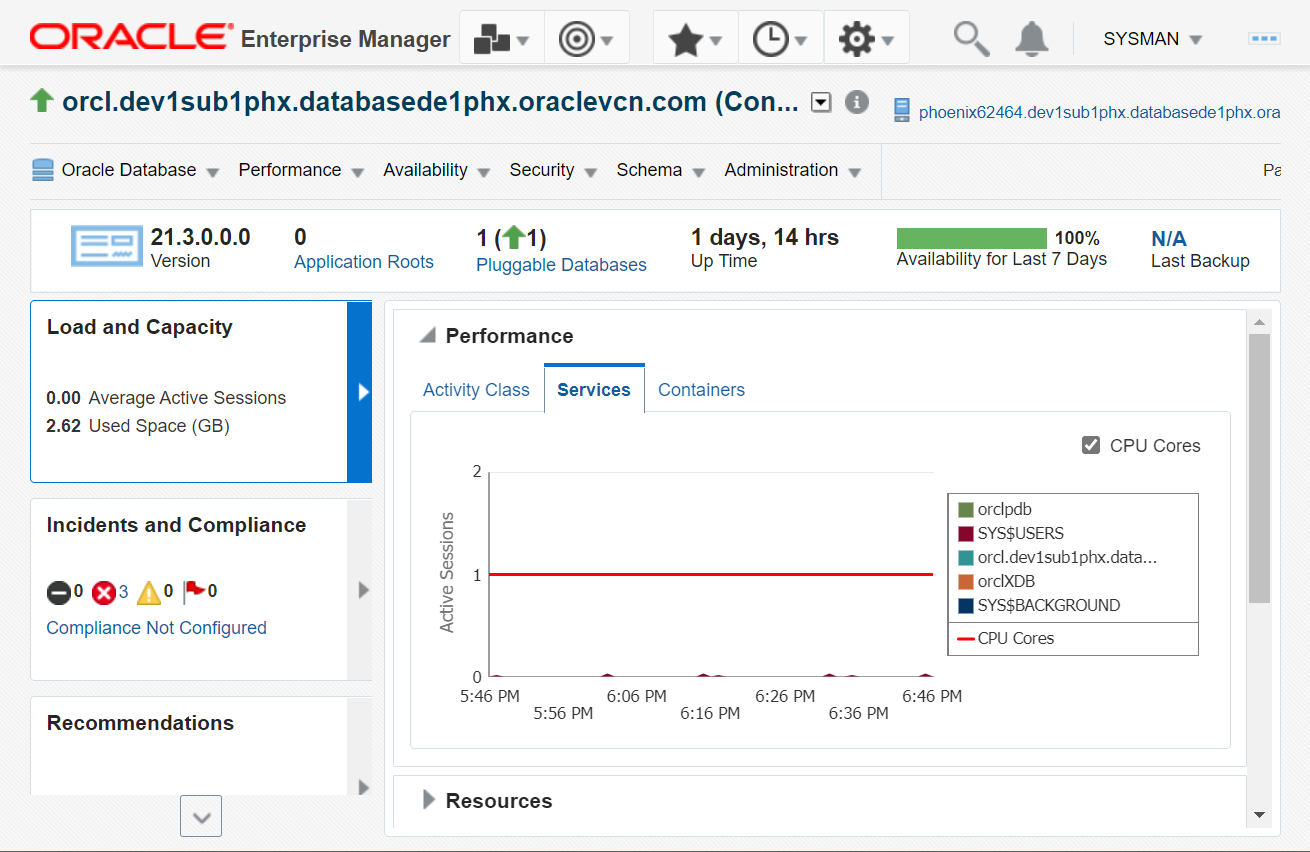 ORACLE Enterprise Manager
SYSMAN
orcl.dev1sub1phx.databasede1phx.oraclevcn.com (Con...
phoenix62464.dev1sub1phx.databasede1phx.ora
Oracle Database Performance Availability Security Schema Administration
Pa
21.3.0.0.0
Version
0
Application Roots
1 (1)
Pluggable Databases
1 days, 14 hrs
Up Time
100%
Availability for Last 7 Days
N/A
Last Backup
Load and Capacity
0.00 Average Active Sessions
2.62 Used Space (GB)
Incidents and Compliance
0 3 0 0
Compliance Not Configured
Recommendations
Performance
Activity Class Services Containers
CPU Cores
Active Sessions
2
1
0
5:46 PM
5:56 PM
6:06 PM
6:16 PM
6:26 PM
6:36 PM
6:46 PM
orclpdb
SYS$USERS
orcl.dev1sub1phx.data...
orclXDB
SYS$BACKGROUND
CPU Cores
Resources